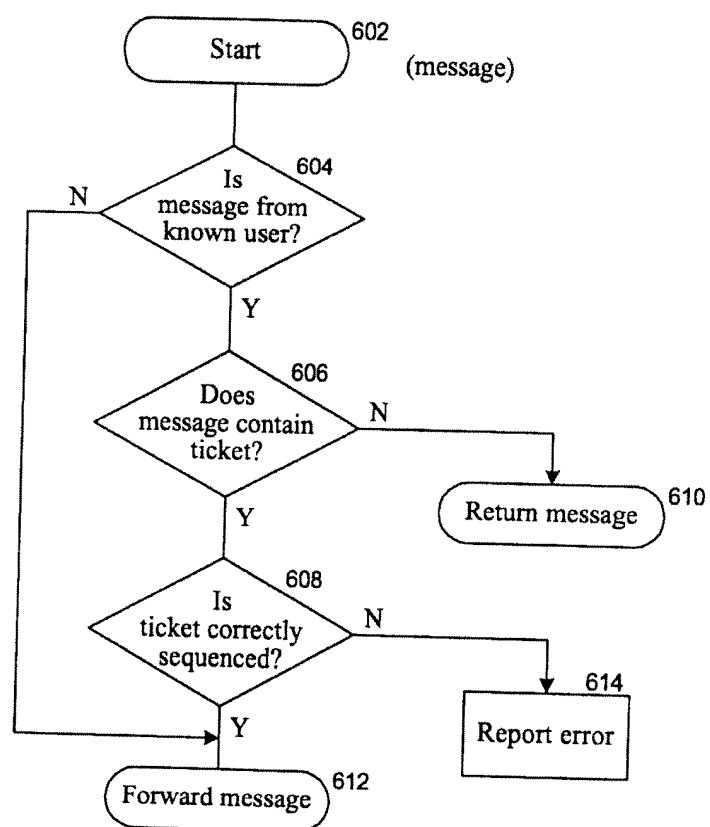 602
Start
(message)
604
N
Is
message from
known user?
Y
606
Does
message contain
ticket?
N
Return message
610
Y
608
Is
ticket correctly
sequenced?
N
614
Report error
Y
Forward message
612